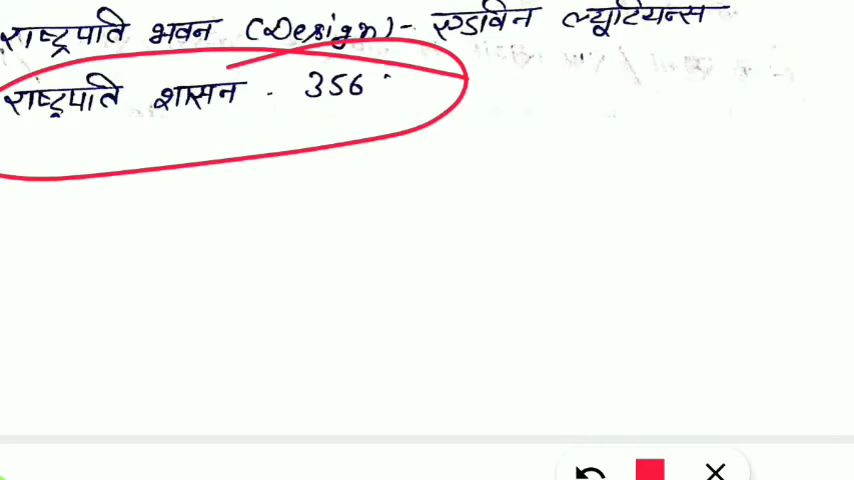 राष्ट्रपति भवन (Design) - एडविन ल्यूटियन्स
राष्ट्रपति शासन - 356